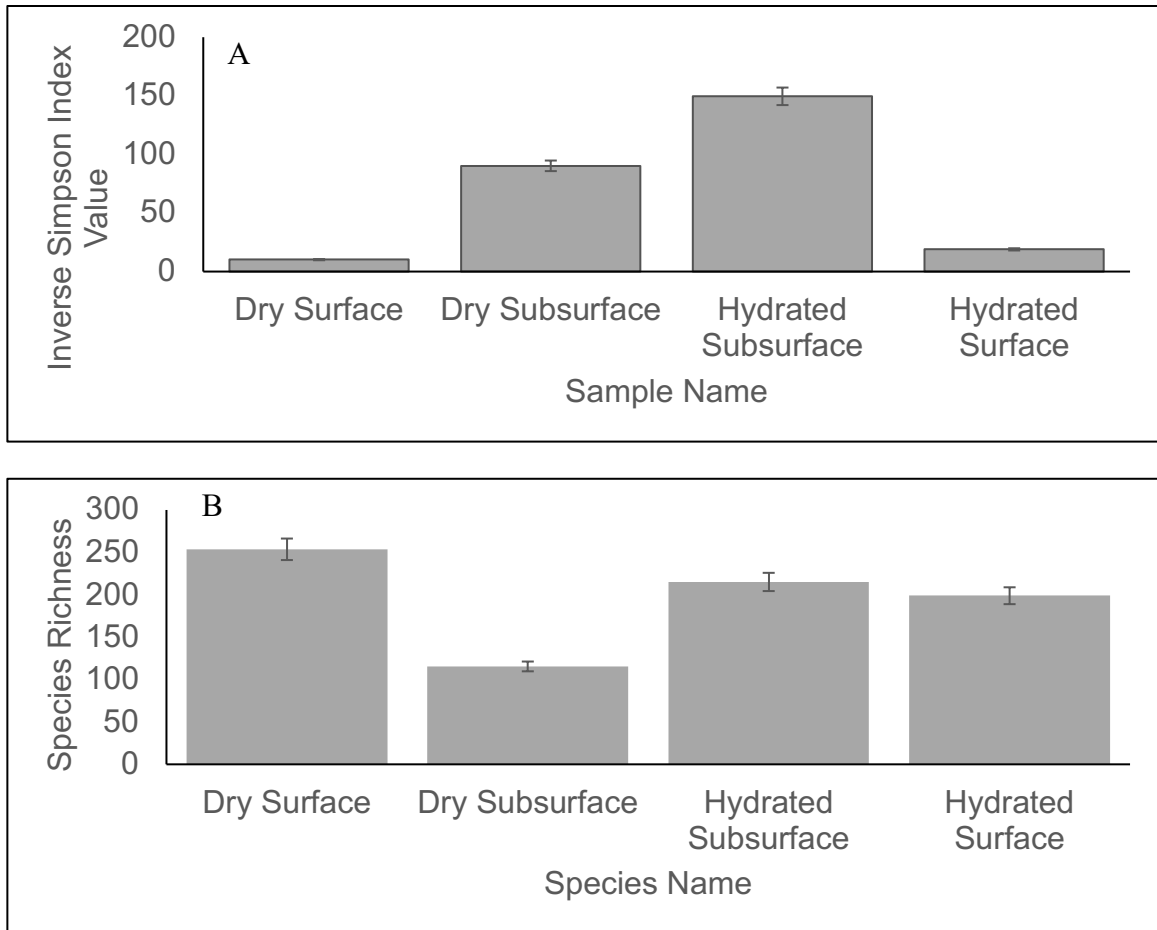 A
Inverse Simpson Index
Value
200
150
100
50
0
Dry Surface
Dry Subsurface
Hydrated
Subsurface
Hydrated
Surface
Sample Name
B
Species Richness
300
250
200
150
100
50
0
Dry Surface
Dry Subsurface
Hydrated
Subsurface
Hydrated
Surface
Species Name